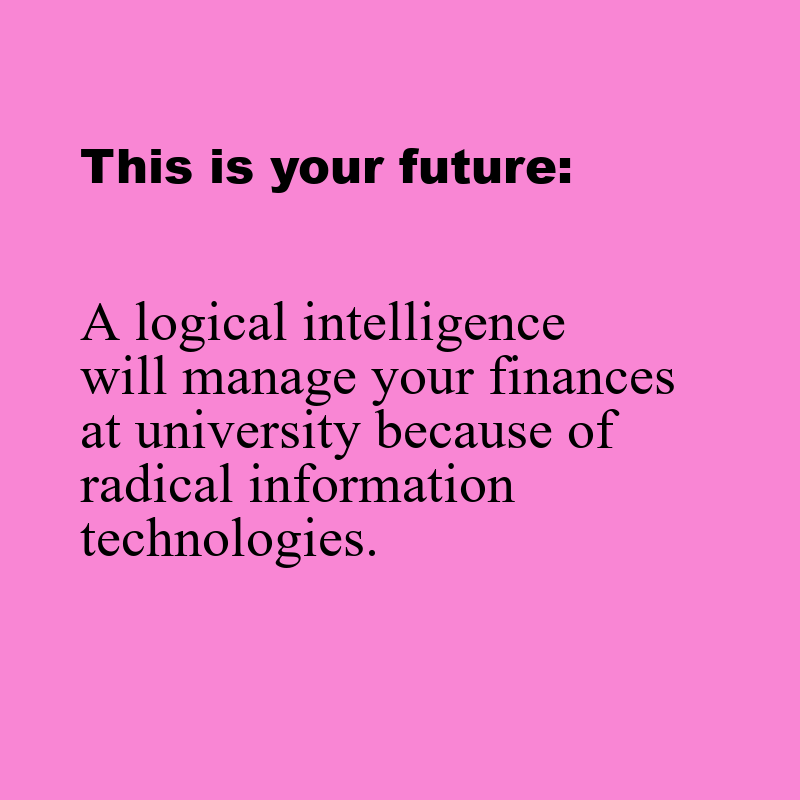 This is your future:
A logical intelligence
will manage your finances
at university because of
radical information
technologies.